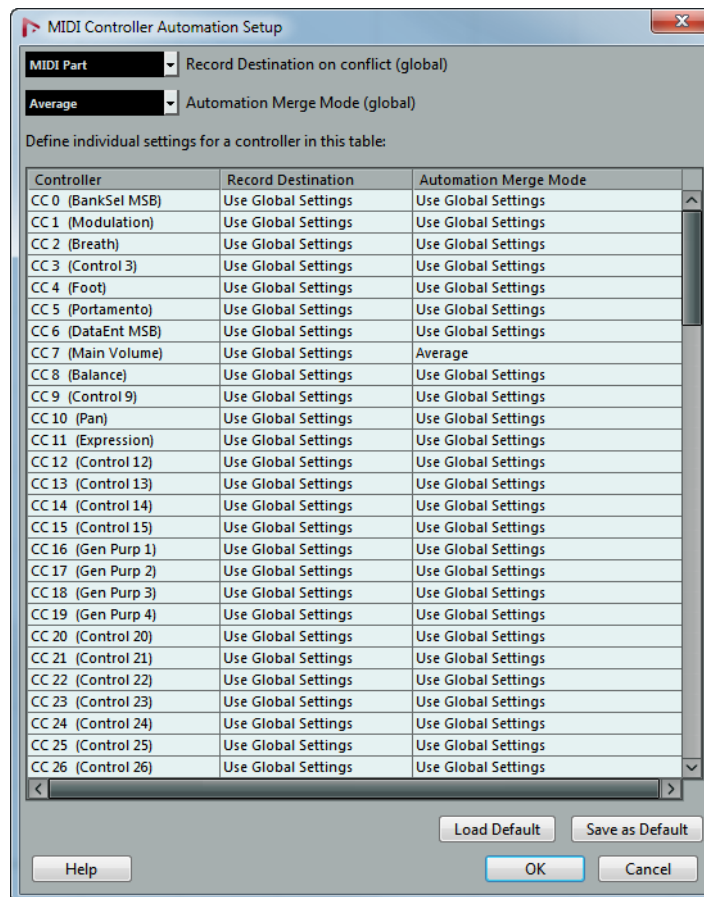 MIDI Controller Automation Setup
MIDI Part Record Destination on conflict (global)
Average Automation Merge Mode (global)
Define individual settings for a controller in this table:
Controller Record Destination Automation Merge Mode
CC 0 (BankSel MSB) Use Global Settings Use Global Settings
CC 1 (Modulation) Use Global Settings Use Global Settings
CC 2 (Breath) Use Global Settings Use Global Settings
CC 3 (Control 3) Use Global Settings Use Global Settings
CC 4 (Foot) Use Global Settings Use Global Settings
CC 5 (Portamento) Use Global Settings Use Global Settings
CC 6 (DataEnt MSB) Use Global Settings Use Global Settings
CC 7 (Main Volume) Use Global Settings Average
CC 8 (Balance) Use Global Settings Use Global Settings
CC 9 (Control 9) Use Global Settings Use Global Settings
CC 10 (Pan) Use Global Settings Use Global Settings
CC 11 (Expression) Use Global Settings Use Global Settings
CC 12 (Control 12) Use Global Settings Use Global Settings
CC 13 (Control 13) Use Global Settings Use Global Settings
CC 14 (Control 14) Use Global Settings Use Global Settings
CC 15 (Control 15) Use Global Settings Use Global Settings
CC 16 (Gen Purp 1) Use Global Settings Use Global Settings
CC 17 (Gen Purp 2) Use Global Settings Use Global Settings
CC 18 (Gen Purp 3) Use Global Settings Use Global Settings
CC 19 (Gen Purp 4) Use Global Settings Use Global Settings
CC 20 (Control 20) Use Global Settings Use Global Settings
CC 21 (Control 21) Use Global Settings Use Global Settings
CC 22 (Control 22) Use Global Settings Use Global Settings
CC 23 (Control 23) Use Global Settings Use Global Settings
CC 24 (Control 24) Use Global Settings Use Global Settings
CC 25 (Control 25) Use Global Settings Use Global Settings
CC 26 (Control 26) Use Global Settings Use Global Settings
Load Default Save as Default
Help OK Cancel